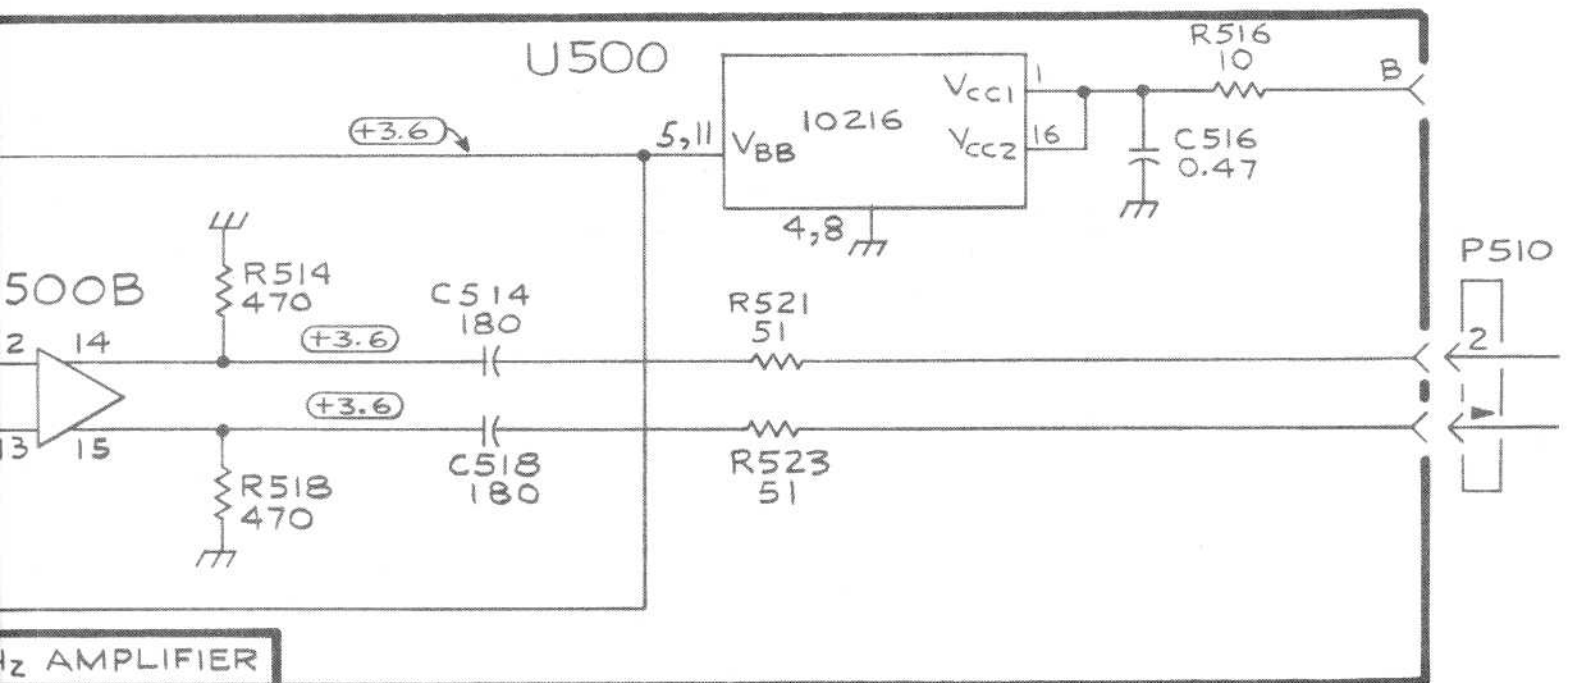 U500
R516
10
B
VCC1
1
10216
+3.6
5,11
VBB
VCC2
16
C516
0.47
4,8
P510
500B
R514
470
C514
180
R521
51
2
14
+3.6
2
+3.6
13
15
C518
180
R523
51
R518
470
Hz AMPLIFIER